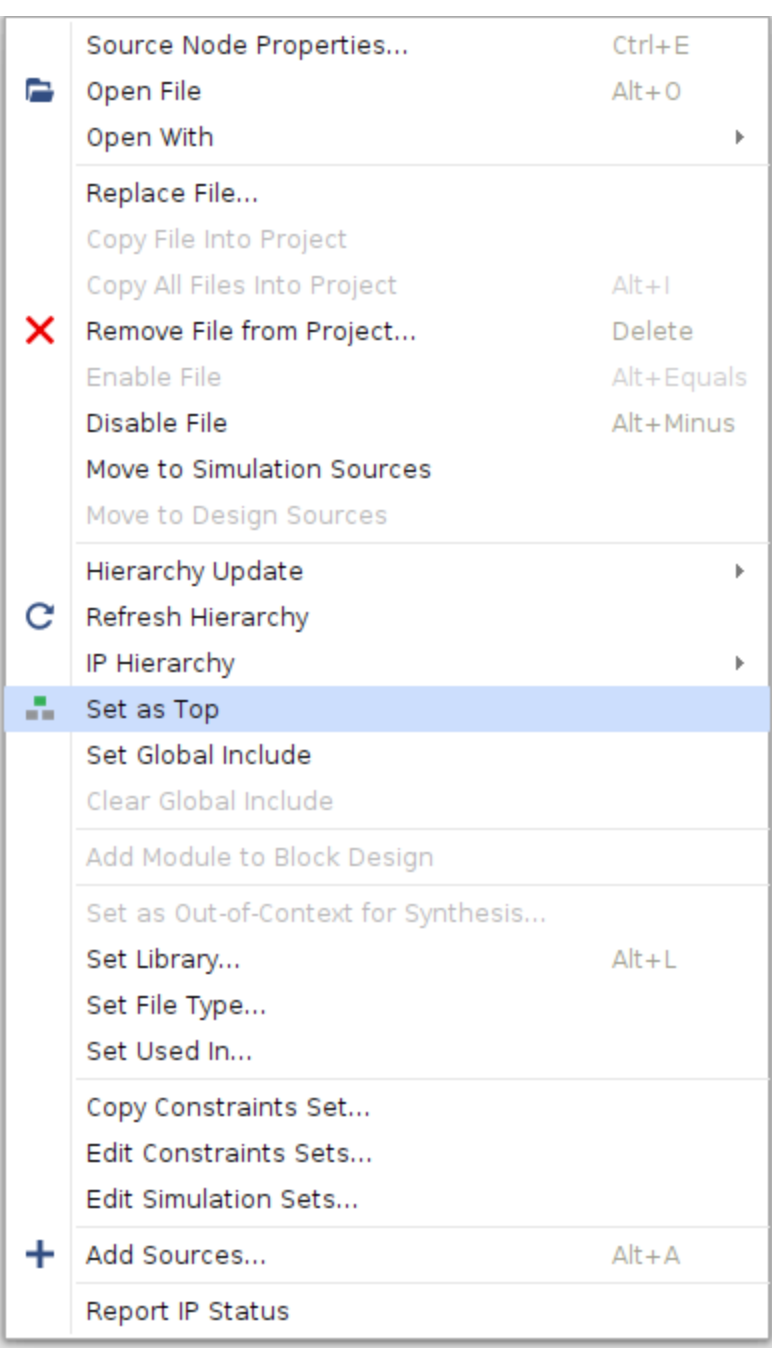 Source Node Properties... Ctrl+E
Open File Alt+O
Open With
Replace File...
Copy File Into Project
Copy All Files Into Project Alt+I
Remove File from Project... Delete
Enable File Alt+Equals
Disable File Alt+Minus
Move to Simulation Sources
Move to Design Sources
Hierarchy Update
Refresh Hierarchy
IP Hierarchy
Set as Top
Set Global Include
Clear Global Include
Add Module to Block Design
Set as Out-of-Context for Synthesis...
Set Library... Alt+L
Set File Type...
Set Used In...
Copy Constraints Set...
Edit Constraints Sets...
Edit Simulation Sets...
Add Sources... Alt+A
Report IP Status